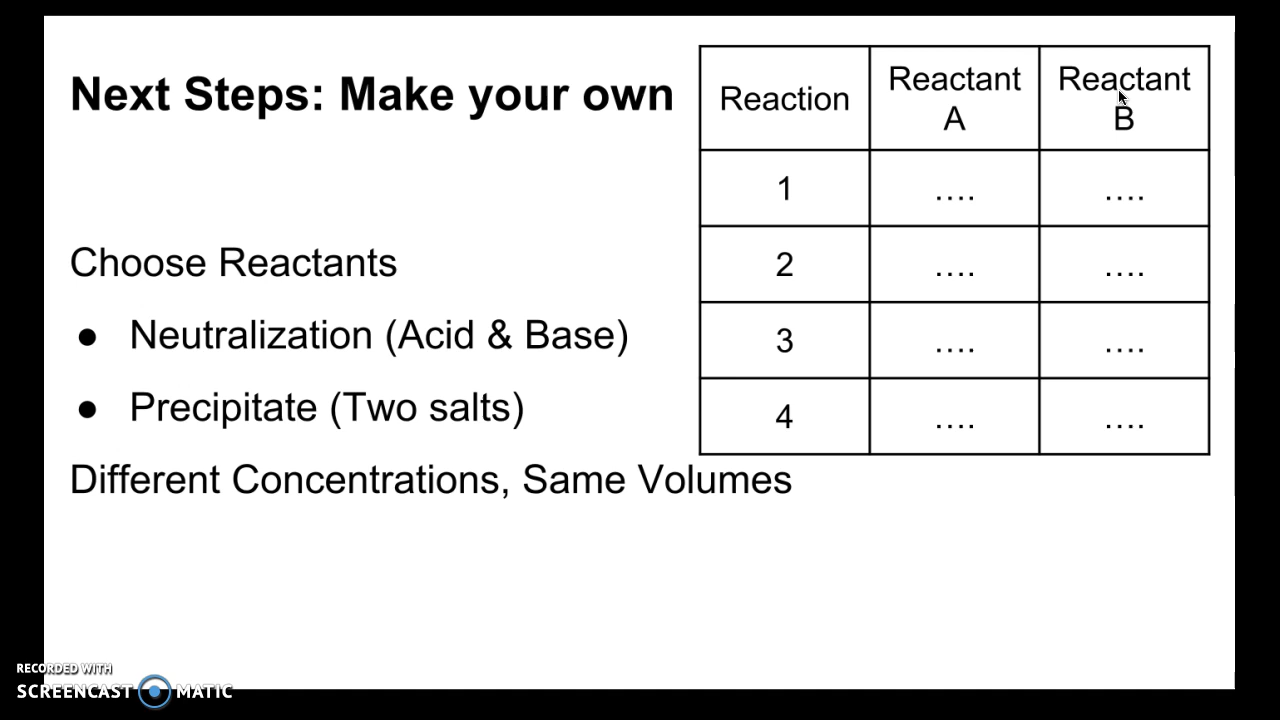 Next Steps: Make your own
Choose Reactants
● Neutralization (Acid & Base)
● Precipitate (Two salts)
Different Concentrations, Same Volumes
Reaction Reactant A Reactant B
1 …. ….
2 …. ….
3 …. ….
4 …. ….
RECORDED WITH
SCREENCAST MATIC